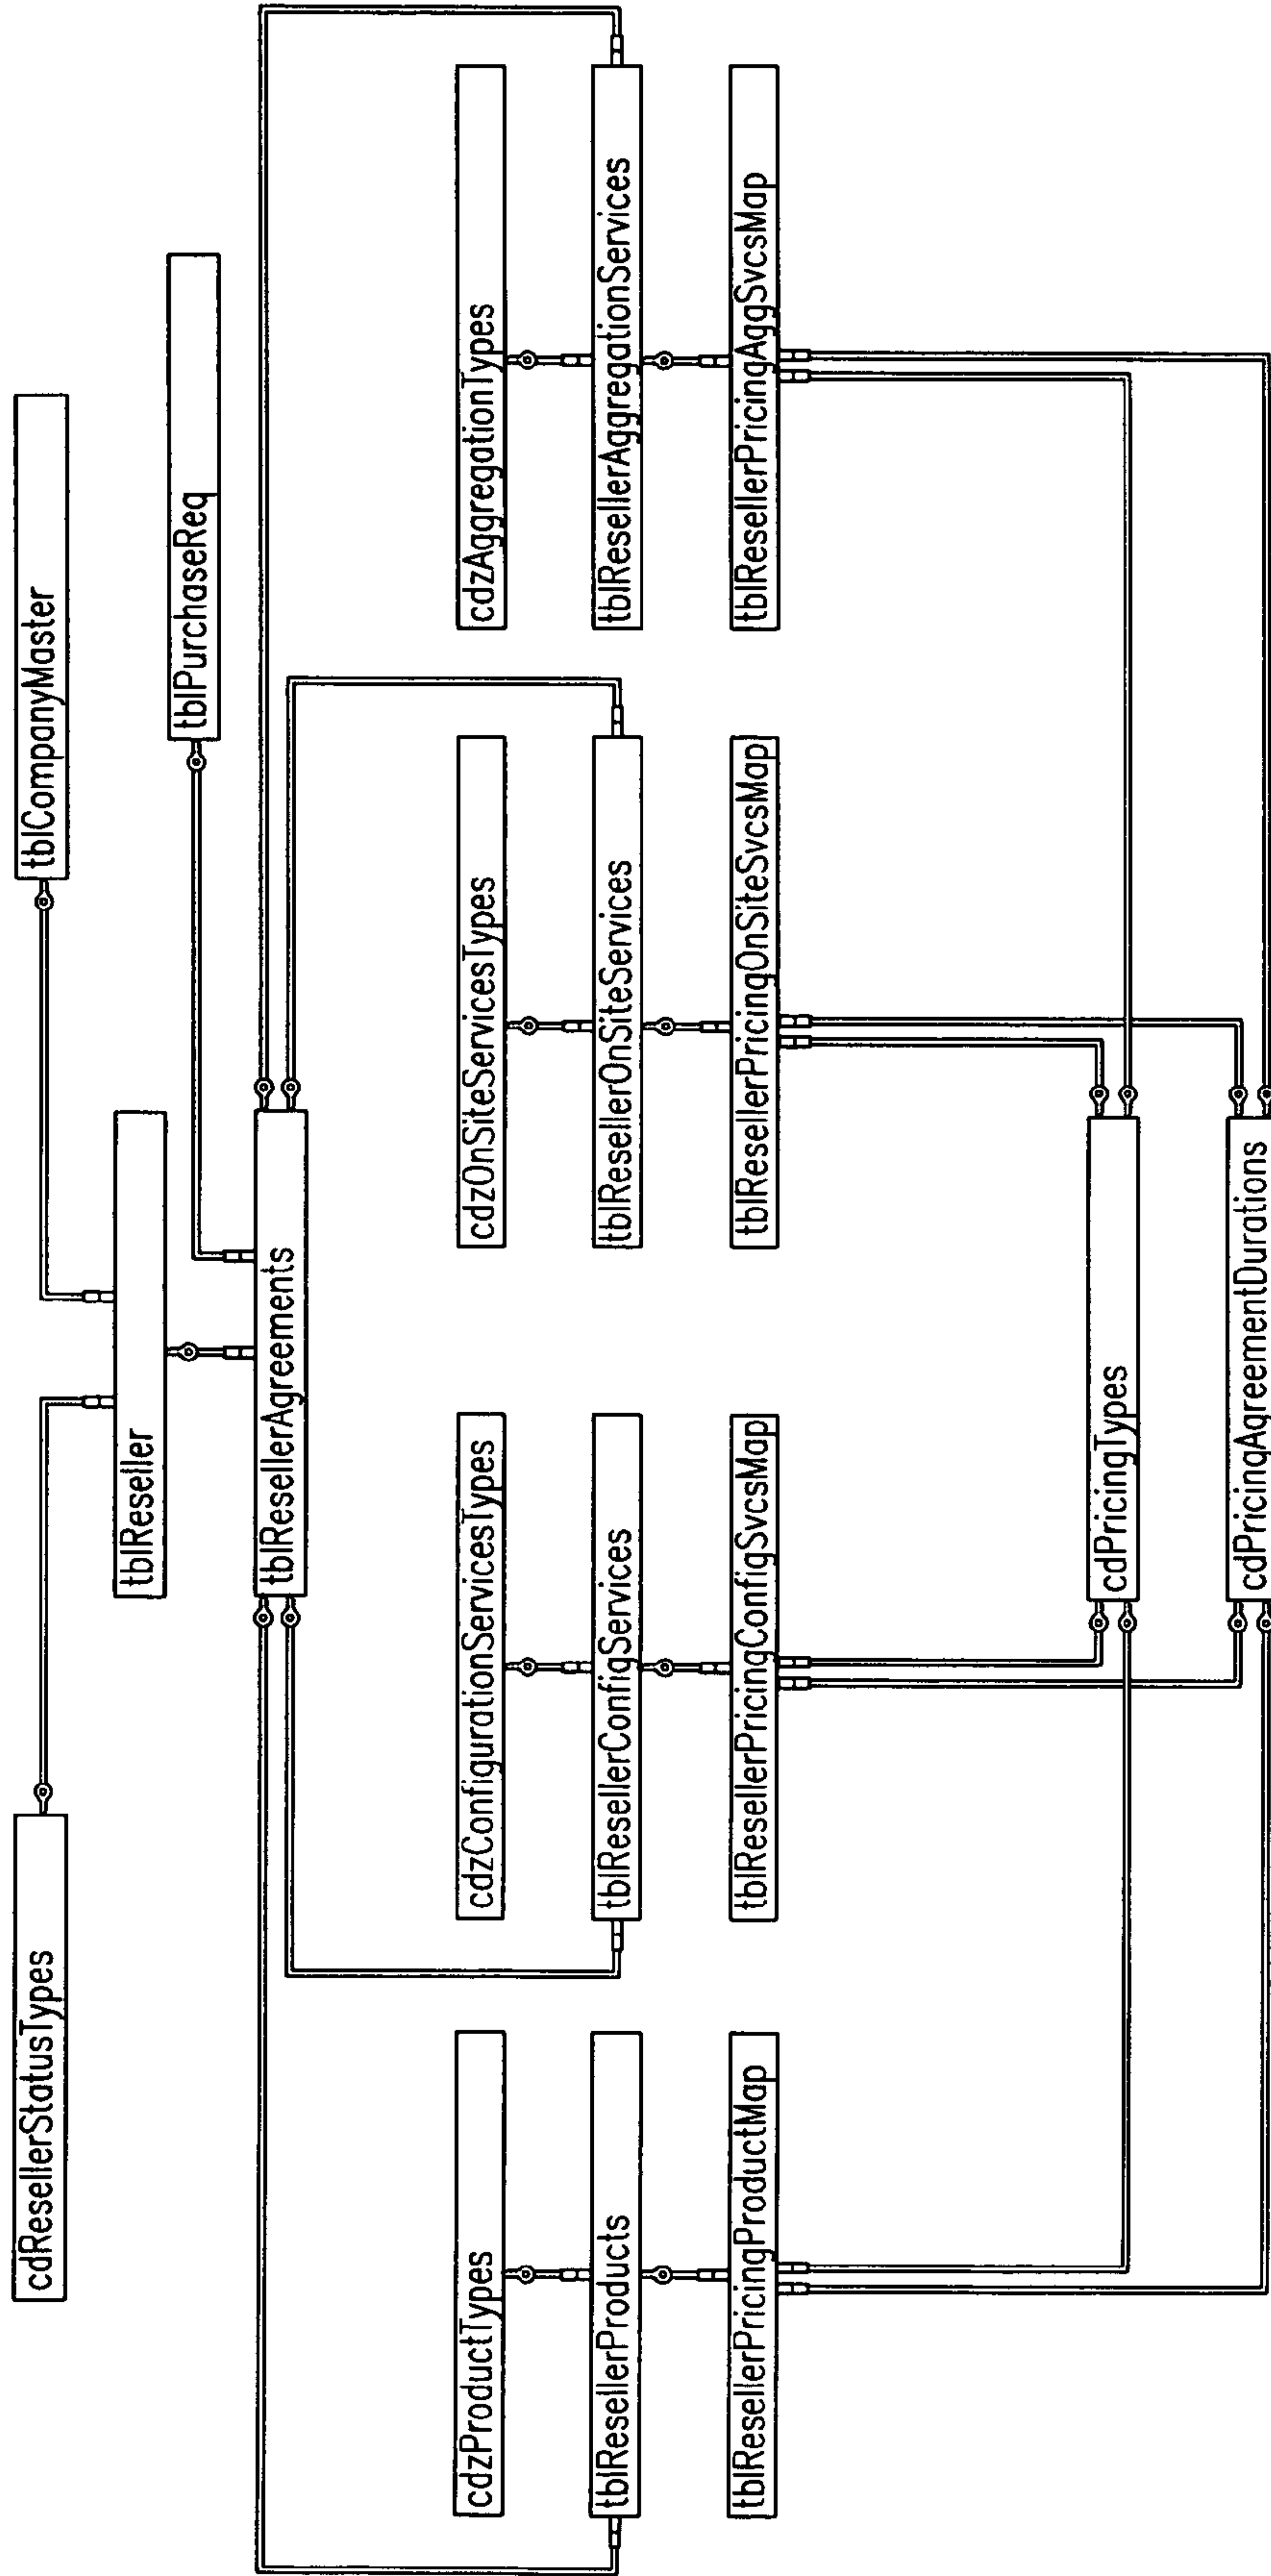 cdResellerStatusTypes
tblCompanyMaster
tblReseller
tblPurchaseReq
tblResellerAgreements
cdzProductTypes
cdzConfigurationServicesTypes
cdzOnSiteServicesTypes
cdzAggregationTypes
tblResellerProducts
tblResellerConfigServices
tblResellerOnSiteServices
tblResellerAggregationServices
tblResellerPricingProductMap
tblResellerPricingConfigSvcsMap
tblResellerPricingOnSiteSvcsMap
tblResellerPricingAggSvcsMap
cdPricingTypes
cdPricingAgreementDurations